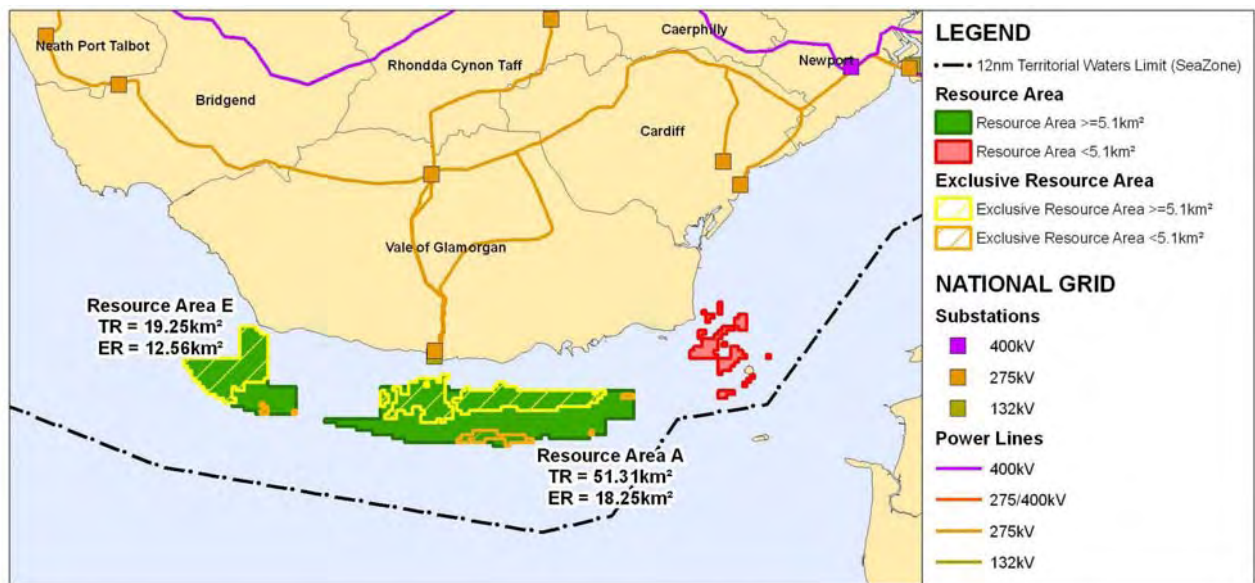 Neath Port Talbot
Bridgend
Rhondda Cynon Taff
Caerphilly
Newport
Cardiff
Vale of Glamorgan
Resource Area E
TR = 19.25km²
ER = 12.56km²
Resource Area A
TR = 51.31km²
ER = 18.25km²
LEGEND
12nm Territorial Waters Limit (SeaZone)
Resource Area
Resource Area >=5.1km²
Resource Area <5.1km²
Exclusive Resource Area
Exclusive Resource Area >=5.1km²
Exclusive Resource Area <5.1km²
NATIONAL GRID
Substations
400kV
275kV
132kV
Power Lines
400kV
275/400kV
275kV
132kV